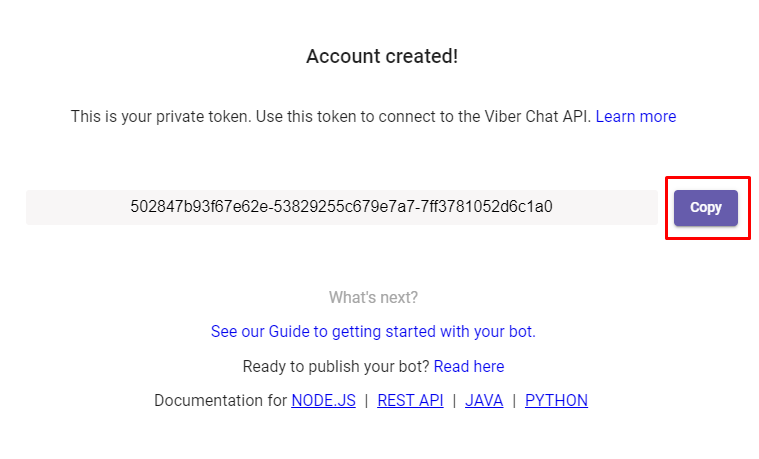 Account created!
This is your private token. Use this token to connect to the Viber Chat API. Learn more
502847b93f67e62e-53829255c679e7a7-7ff3781052d6c1a0
Copy
What's next?
See our Guide to getting started with your bot.
Ready to publish your bot? Read here
Documentation for NODE.JS | REST API | JAVA | PYTHON